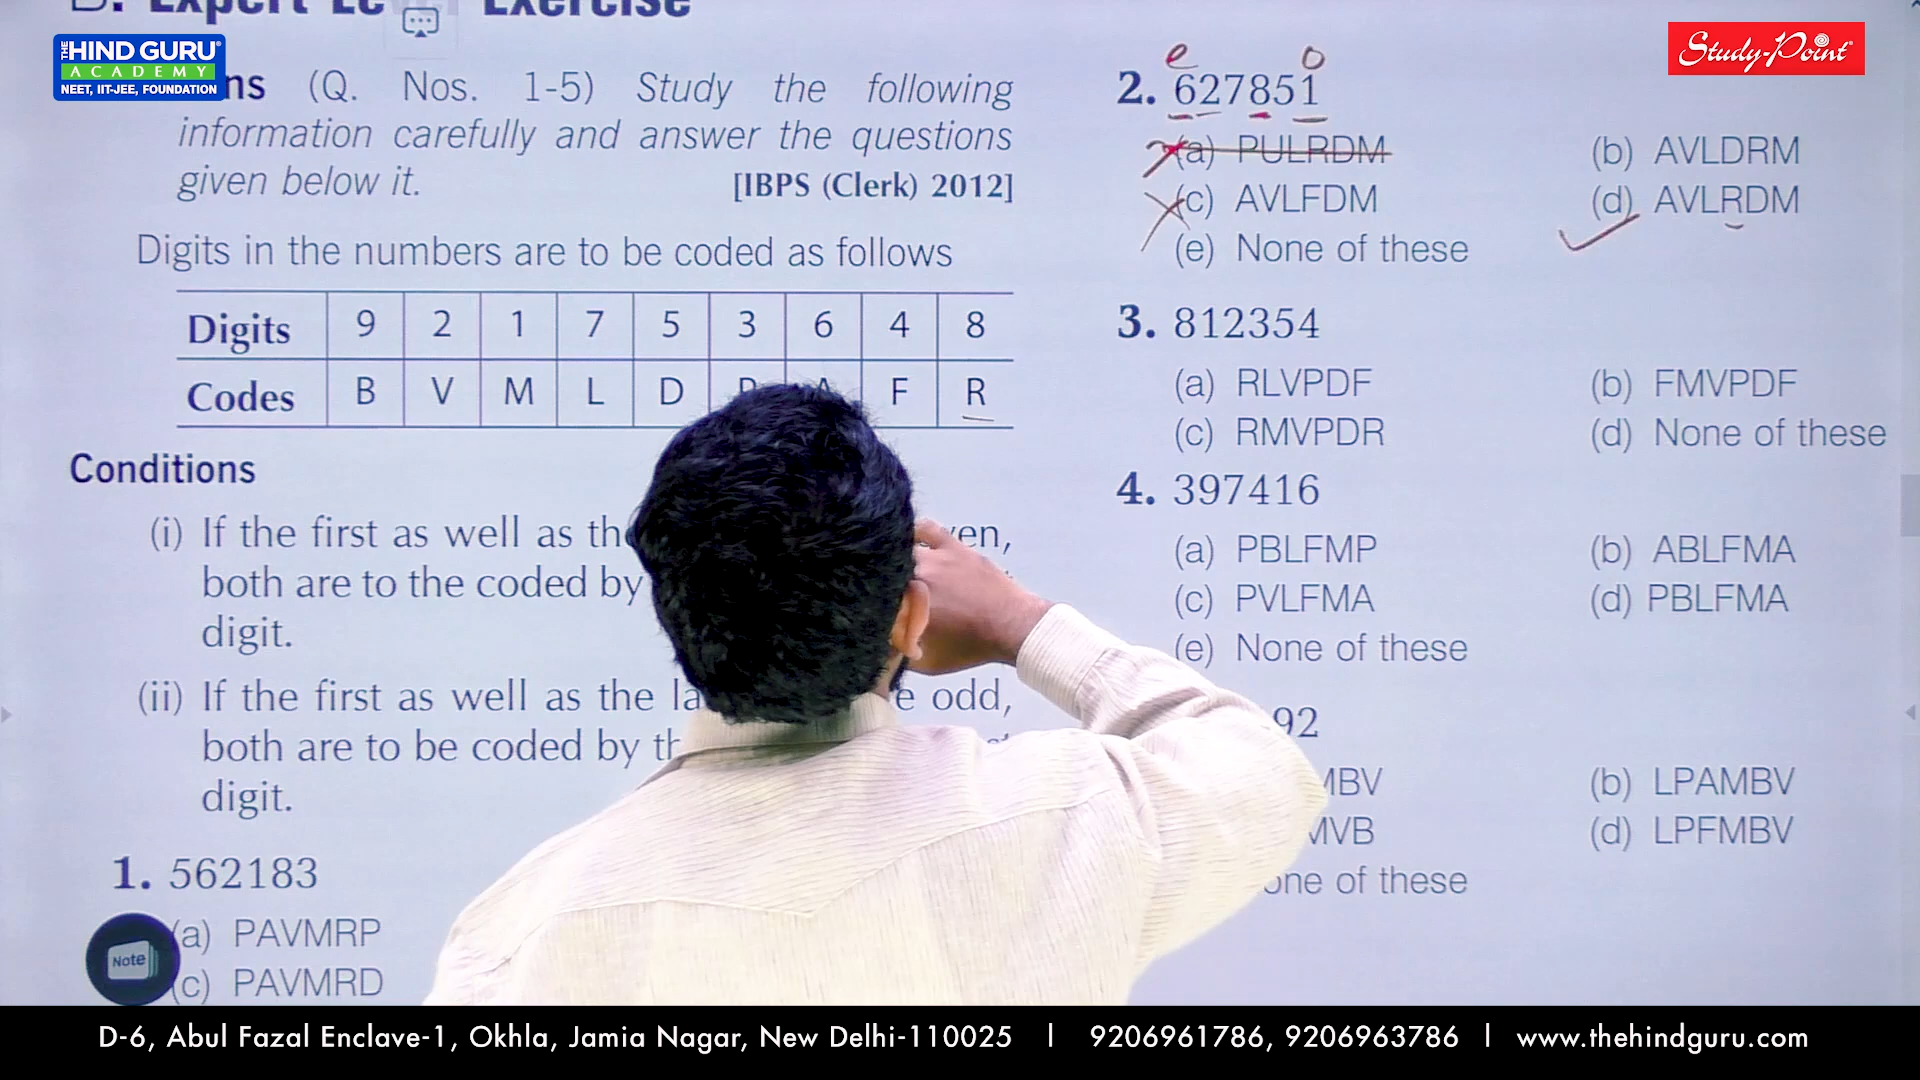 B. Expert Level Exercise
THE HIND GURU
ACADEMY
NEET, IIT-JEE, FOUNDATION
Study-Point
ns (Q. Nos. 1-5) Study the following
information carefully and answer the questions
given below it. [IBPS (Clerk) 2012]
Digits in the numbers are to be coded as follows
Digits 9 2 1 7 5 3 6 4 8
Codes B V M L D F R
Conditions
(i) If the first as well as the ven,
both are to the coded by
digit.
(ii) If the first as well as the la e odd,
both are to be coded by th
digit.
1. 562183
(a) PAVMRP
(c) PAVMRD
Note
e o
2. 627851
(a) PULRDM (b) AVLDRM
(c) AVLFDM (d) AVLRDM
(e) None of these
3. 812354
(a) RLVPDF (b) FMVPDF
(c) RMVPDR (d) None of these
4. 397416
(a) PBLFMP (b) ABLFMA
(c) PVLFMA (d) PBLFMA
(e) None of these
92
MBV (b) LPAMBV
MVB (d) LPFMBV
one of these
D-6, Abul Fazal Enclave-1, Okhla, Jamia Nagar, New Delhi-110025 | 9206961786, 9206963786 | www.thehindguru.com